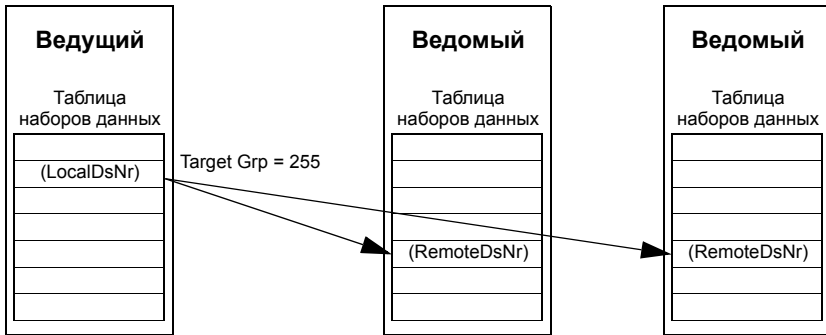 Ведущий
Таблица
наборов данных
(LocalDsNr)
Target Grp = 255
Ведомый
Таблица
наборов данных
(RemoteDsNr)
Ведомый
Таблица
наборов данных
(RemoteDsNr)